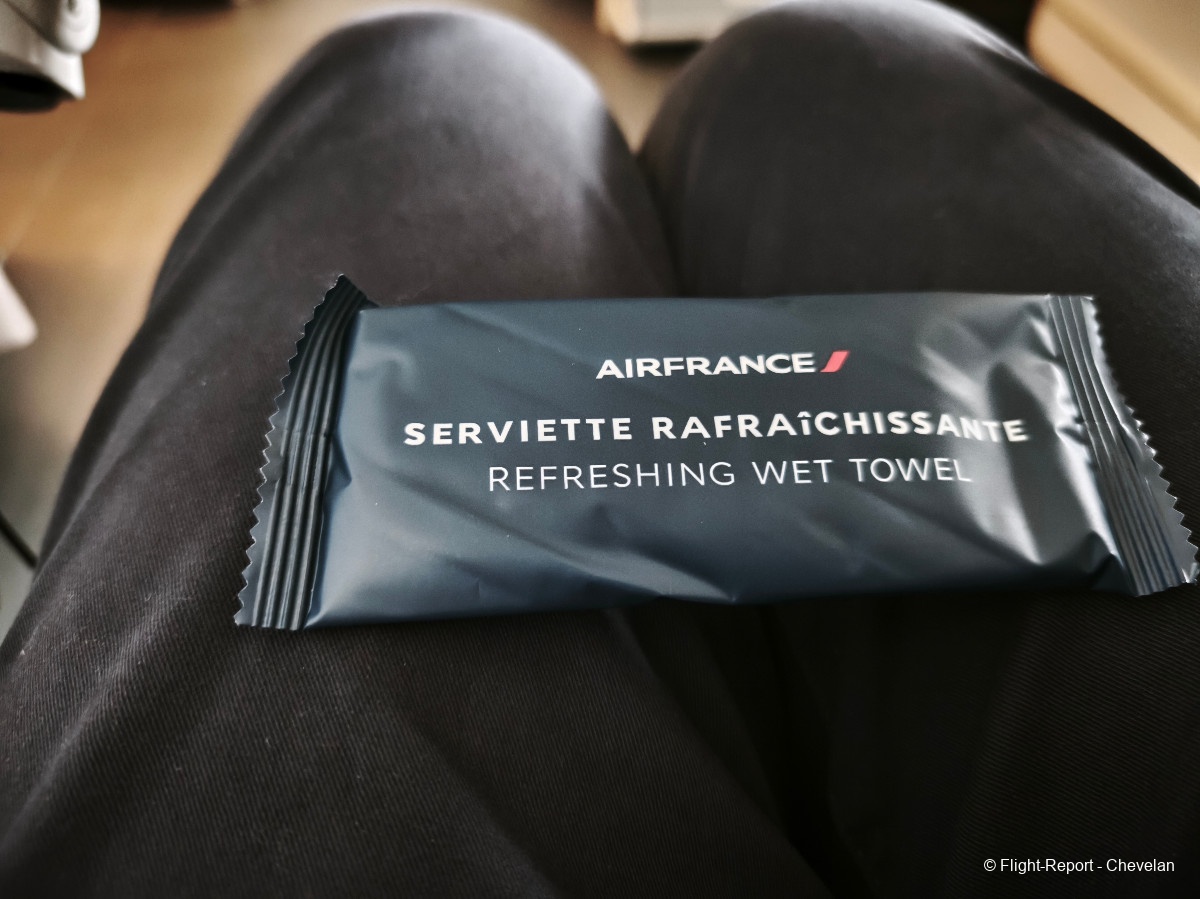 AIRFRANCE
SERVIETTE RAFRAîCHISSANTE
REFRESHING WET TOWEL
© Flight-Report - Chevelan